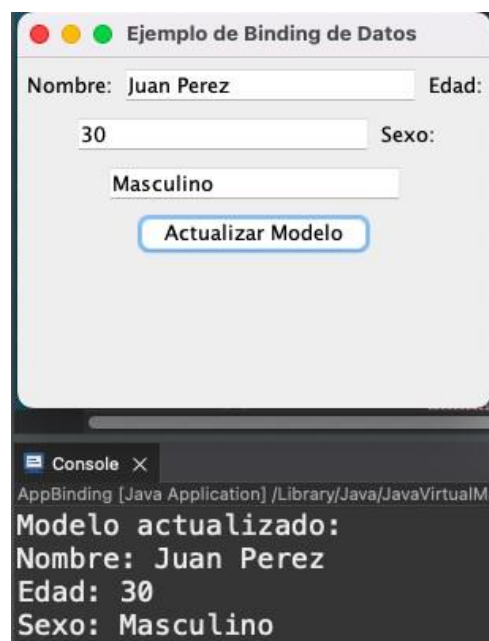 Ejemplo de Binding de Datos
Nombre: Juan Perez Edad:
30 Sexo:
Masculino
Actualizar Modelo
Console
AppBinding [Java Application] /Library/Java/JavaVirtualM
Modelo actualizado:
Nombre: Juan Perez
Edad: 30
Sexo: Masculino